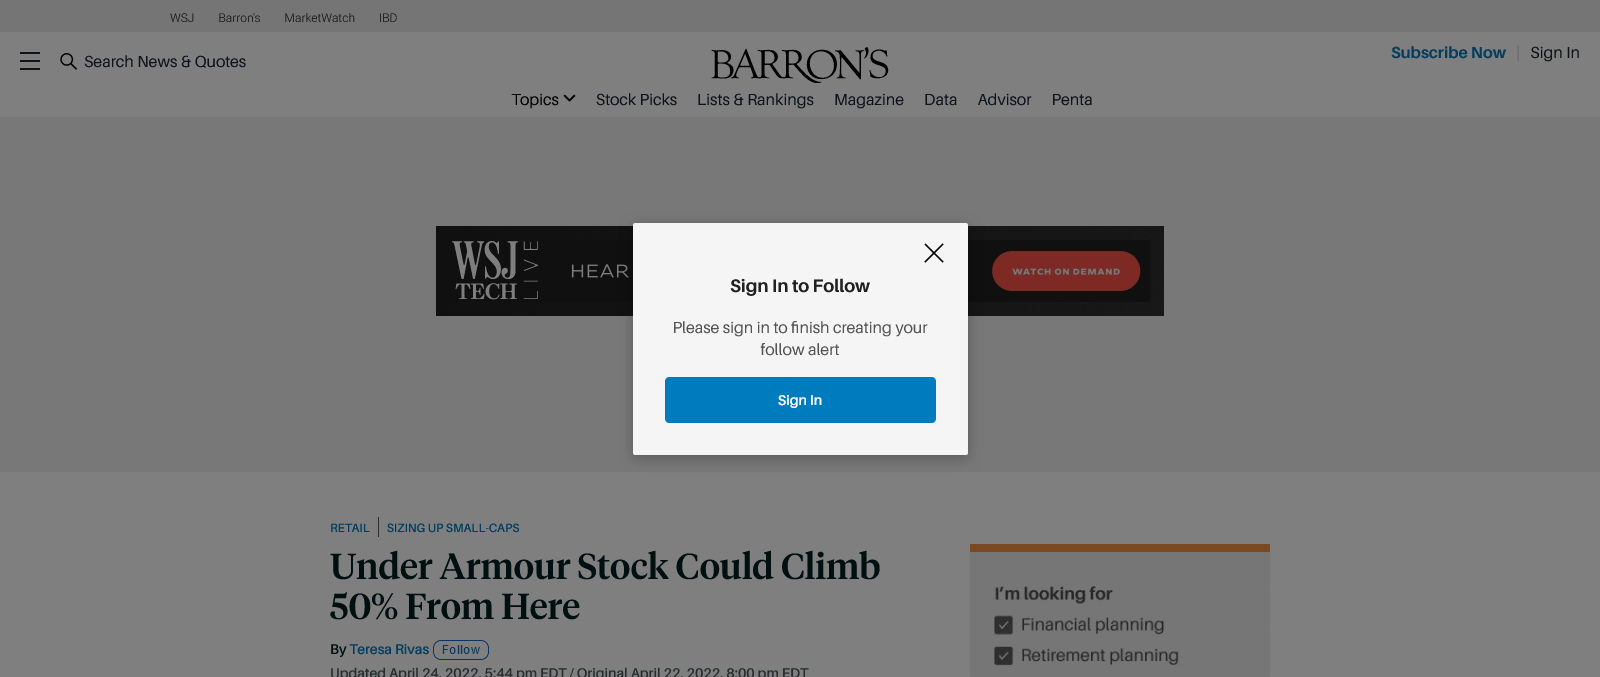 WSJ Barron's MarketWatch IBD
Search News & Quotes
BARRON'S
Subscribe Now Sign In
Topics Stock Picks Lists & Rankings Magazine Data Advisor Penta
WSJ
TECH
LIVE
HEAR
WATCH ON DEMAND
Sign In to Follow
Please sign in to finish creating your
follow alert
Sign In
RETAIL SIZING UP SMALL-CAPS
Under Armour Stock Could Climb
50% From Here
By Teresa Rivas Follow
Updated April 24, 2022, 5:44 pm EDT / Original April 22, 2022, 8:00 pm EDT
I'm looking for
Financial planning
Retirement planning